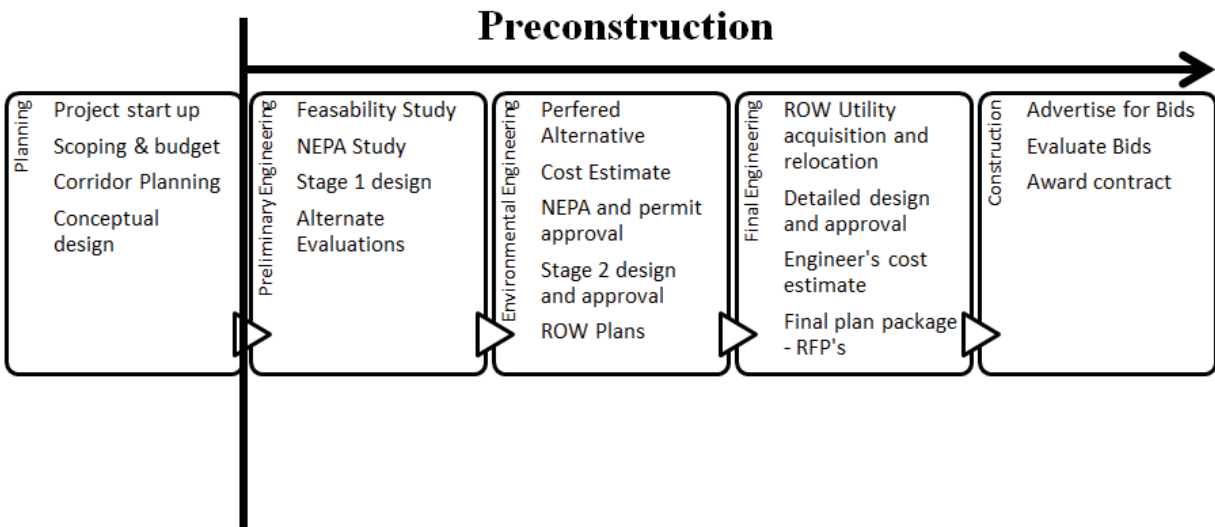 Preconstruction
Planning
Project start up
Scoping & budget
Corridor Planning
Conceptual
design
Preliminary Engineering
Feasability Study
NEPA Study
Stage 1 design
Alternate
Evaluations
Environmental Engineering
Perfered
Alternative
Cost Estimate
NEPA and permit
approval
Stage 2 design
and approval
ROW Plans
Final Engineering
ROW Utility
acquisition and
relocation
Detailed design
and approval
Engineer's cost
estimate
Final plan package
- RFP's
Construction
Advertise for Bids
Evaluate Bids
Award contract